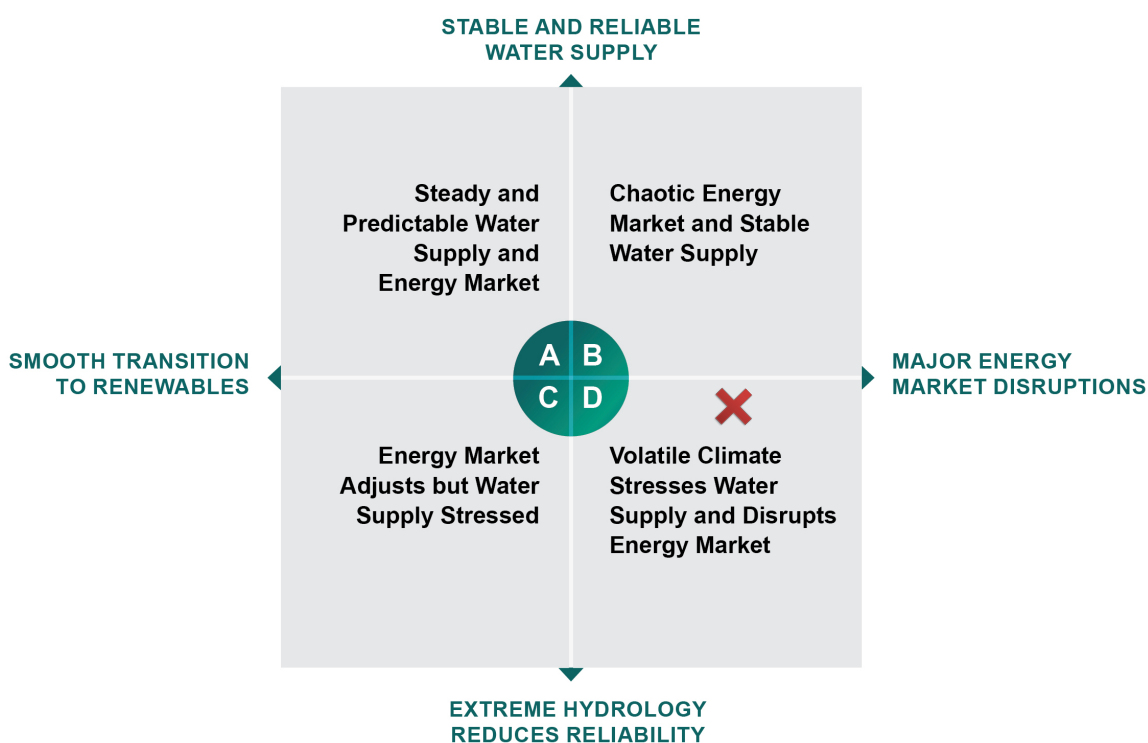 STABLE AND RELIABLE
WATER SUPPLY
Steady and
Predictable Water
Supply and
Energy Market
Chaotic Energy
Market and Stable
Water Supply
SMOOTH TRANSITION
TO RENEWABLES
A B
C D
MAJOR ENERGY
MARKET DISRUPTIONS
Energy Market
Adjusts but Water
Supply Stressed
Volatile Climate
Stresses Water
Supply and Disrupts
Energy Market
EXTREME HYDROLOGY
REDUCES RELIABILITY